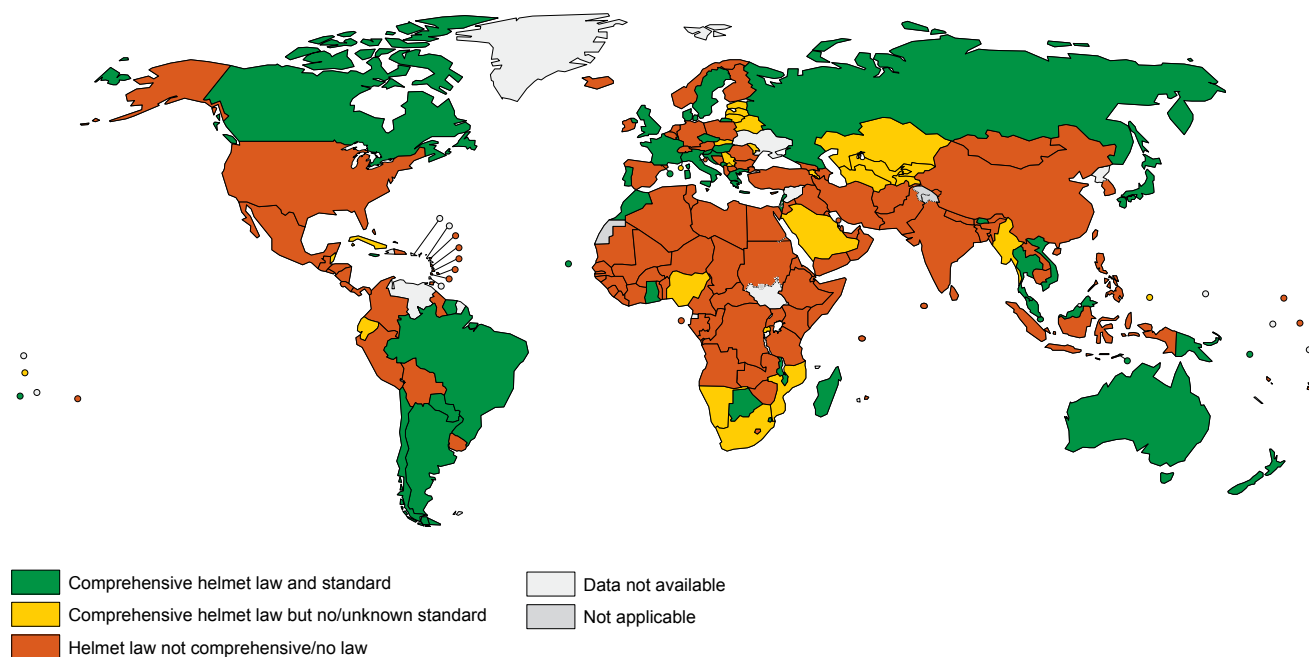 Comprehensive helmet law and standard
Comprehensive helmet law but no/unknown standard
Helmet law not comprehensive/no law
Data not available
Not applicable